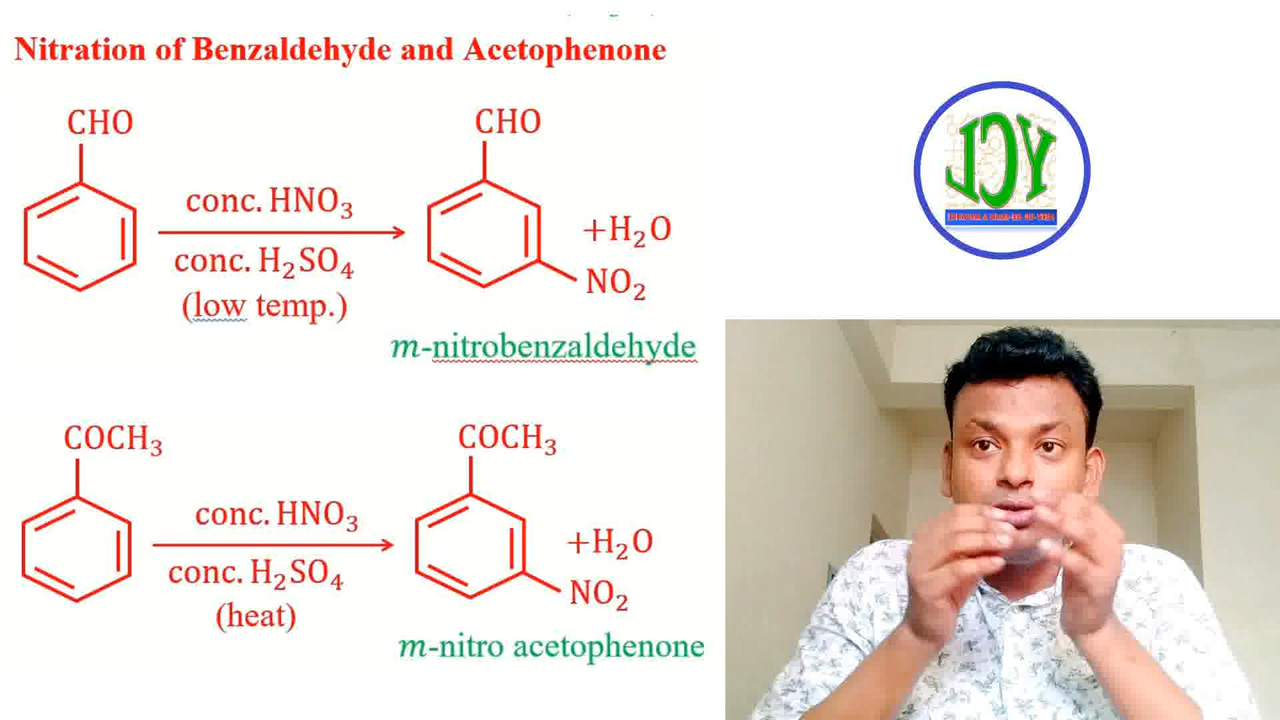 Nitration of Benzaldehyde and Acetophenone
CHO
conc. HNO₃
conc. H₂SO₄
(low temp.)
CHO
+H₂O
NO₂
m-nitrobenzaldehyde
COCH₃
conc. HNO₃
conc. H₂SO₄
(heat)
COCH₃
+H₂O
NO₂
m-nitro acetophenone